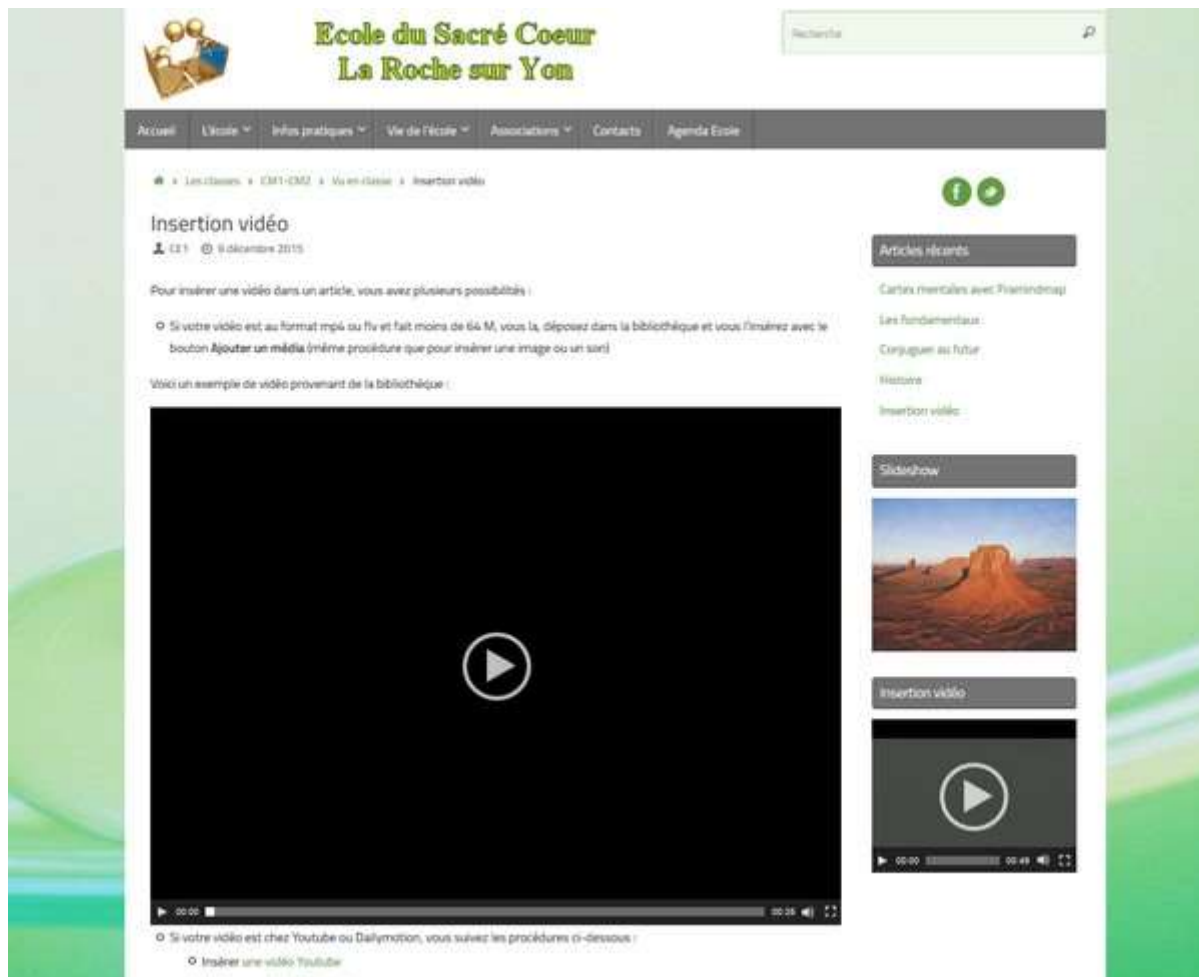 Ecole du Sacré Coeur
La Roche sur Yon
Recherche
Accueil L'école Infos pratiques Vie de l'école Associations Contacts Agenda Ecole
Les classes CM1-CM2 Vu en classe Insertion vidéo
Insertion vidéo
CE1 9 décembre 2015
Pour insérer une vidéo dans un article, vous avez plusieurs possibilités :
Si votre vidéo est au format mp4 ou flv et fait moins de 64 M, vous la, déposez dans la bibliothèque et vous l'insérez avec le
bouton Ajouter un média (même procédure que pour insérer une image ou un son)
Voici un exemple de vidéo provenant de la bibliothèque :
00:00 00:26
Si votre vidéo est chez Youtube ou Dailymotion, vous suivez les procédures ci-dessous :
Insérer une vidéo Youtube
Articles récents
Cartes mentales avec Framindmap
Les fondamentaux
Conjuguer au futur
Histoire
Insertion vidéo
Slideshow
Insertion vidéo
00:00 00:49